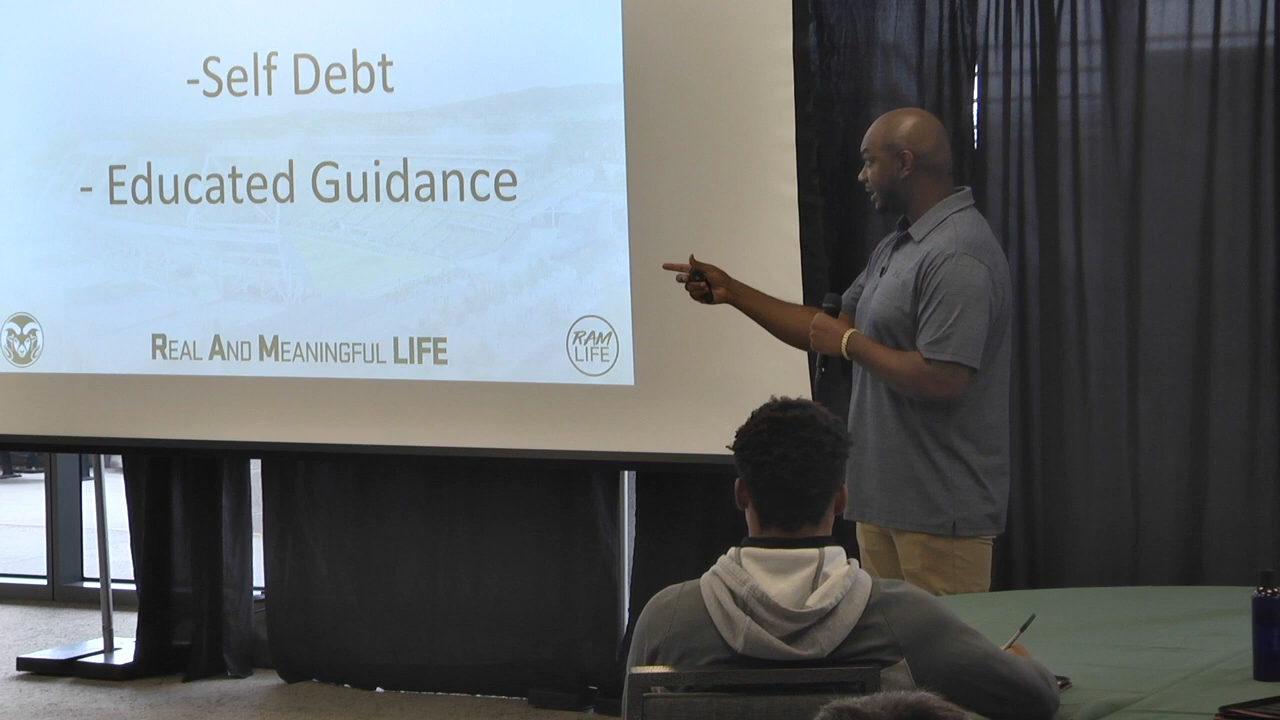 -Self Debt
- Educated Guidance
REAL AND MEANINGFUL LIFE
RAM
LIFE